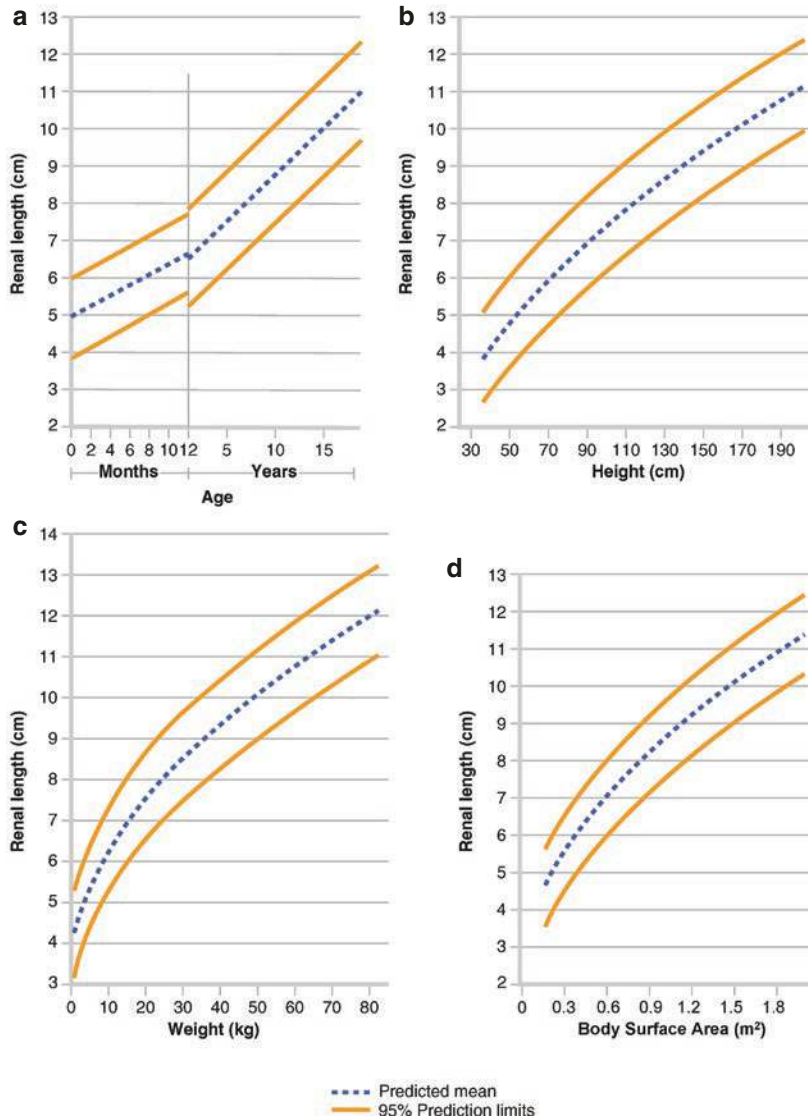 a
Renal length (cm)
13
12
11
10
9
8
7
6
5
4
3
2
0 2 4 6 8 10 12 5 10 15
Months Years
Age
b
Renal length (cm)
13
12
11
10
9
8
7
6
5
4
3
2
30 50 70 90 110 130 150 170 190
Height (cm)
c
Renal length (cm)
14
13
12
11
10
9
8
7
6
5
4
3
0 10 20 30 40 50 60 70 80
Weight (kg)
d
Renal length (cm)
13
12
11
10
9
8
7
6
5
4
3
2
0 0.3 0.6 0.9 1.2 1.5 1.8
Body Surface Area (m²)
Predicted mean
95% Prediction limits